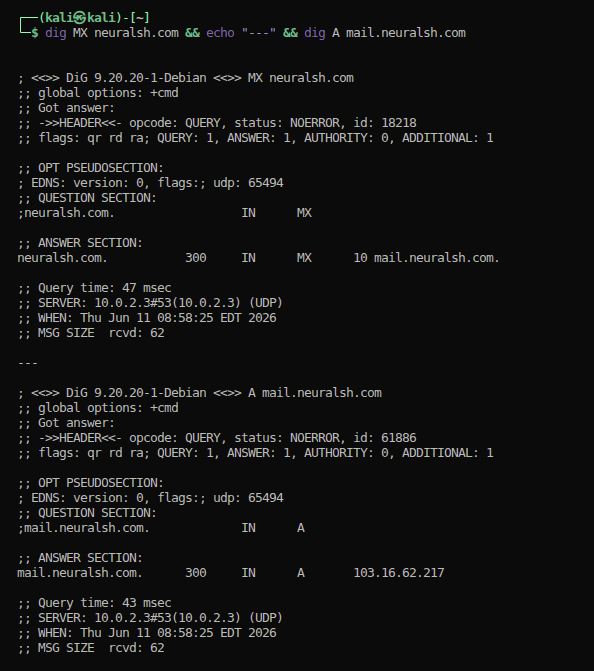 ┌──(kali㉿kali)-[~]
└─$ dig MX neuralsh.com && echo "---" && dig A mail.neuralsh.com
; <<>> DiG 9.20.20-1-Debian <<>> MX neuralsh.com
;; global options: +cmd
;; Got answer:
;; ->>HEADER<<- opcode: QUERY, status: NOERROR, id: 18218
;; flags: qr rd ra; QUERY: 1, ANSWER: 1, AUTHORITY: 0, ADDITIONAL: 1
;; OPT PSEUDOSECTION:
; EDNS: version: 0, flags:; udp: 65494
;; QUESTION SECTION:
;neuralsh.com. IN MX
;; ANSWER SECTION:
neuralsh.com. 300 IN MX 10 mail.neuralsh.com.
;; Query time: 47 msec
;; SERVER: 10.0.2.3#53(10.0.2.3) (UDP)
;; WHEN: Thu Jun 11 08:58:25 EDT 2026
;; MSG SIZE rcvd: 62
---
; <<>> DiG 9.20.20-1-Debian <<>> A mail.neuralsh.com
;; global options: +cmd
;; Got answer:
;; ->>HEADER<<- opcode: QUERY, status: NOERROR, id: 61886
;; flags: qr rd ra; QUERY: 1, ANSWER: 1, AUTHORITY: 0, ADDITIONAL: 1
;; OPT PSEUDOSECTION:
; EDNS: version: 0, flags:; udp: 65494
;; QUESTION SECTION:
;mail.neuralsh.com. IN A
;; ANSWER SECTION:
mail.neuralsh.com. 300 IN A 103.16.62.217
;; Query time: 43 msec
;; SERVER: 10.0.2.3#53(10.0.2.3) (UDP)
;; WHEN: Thu Jun 11 08:58:25 EDT 2026
;; MSG SIZE rcvd: 62